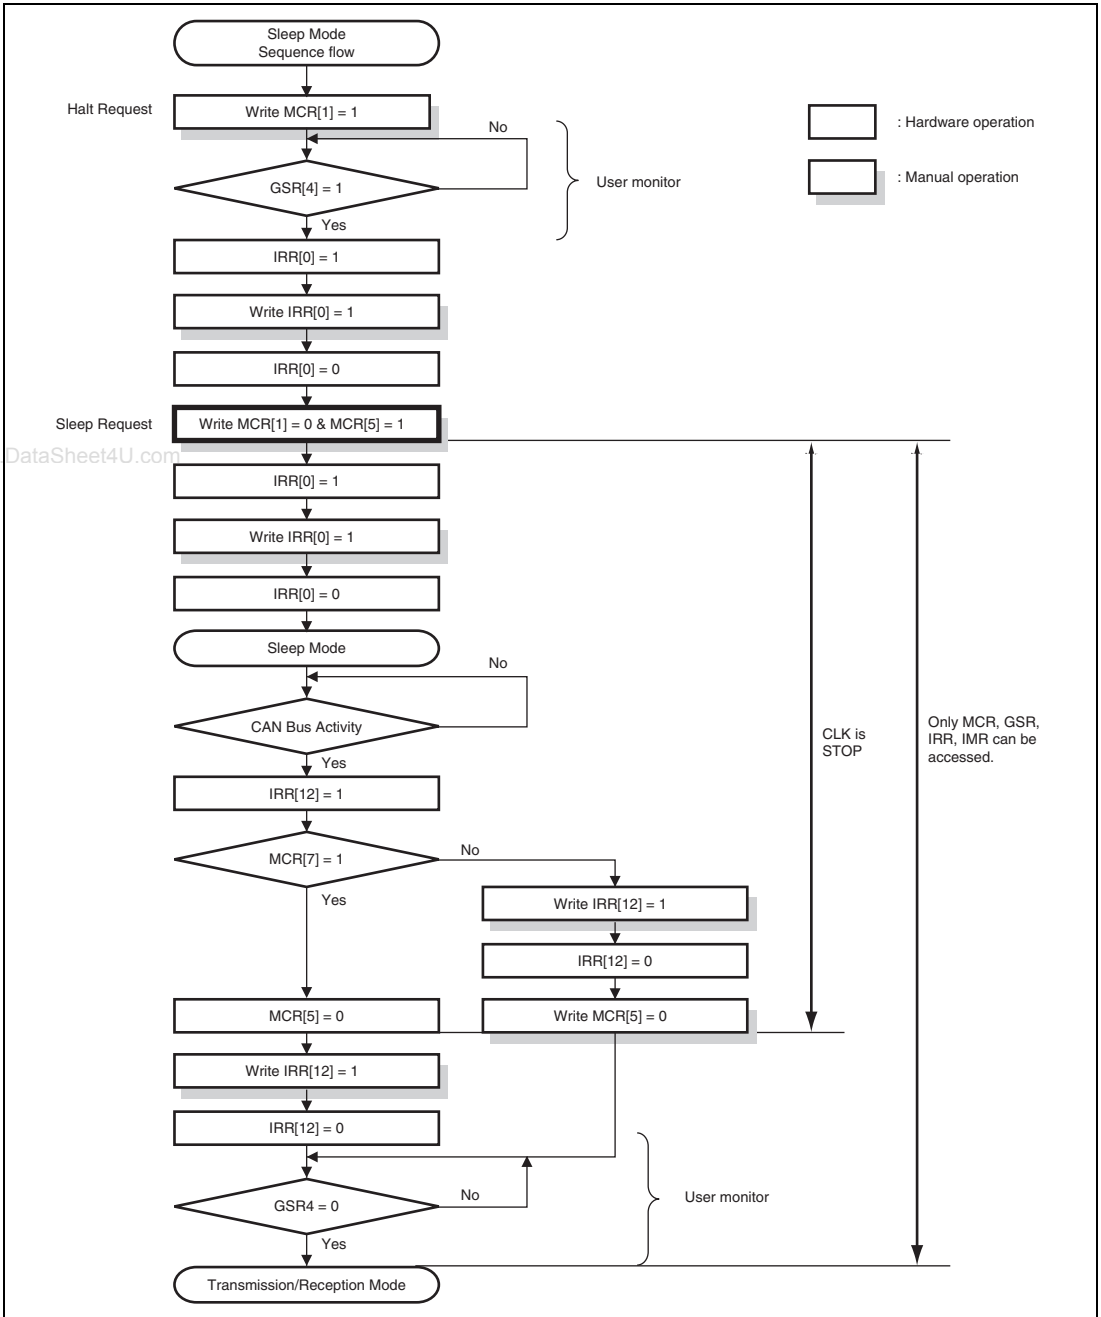 Sleep Mode
Sequence flow
Halt Request
Write MCR[1] = 1
: Hardware operation
No
GSR[4] = 1
User monitor
: Manual operation
Yes
IRR[0] = 1
Write IRR[0] = 1
IRR[0] = 0
Sleep Request
Write MCR[1] = 0 & MCR[5] = 1
DataSheet4U.com
IRR[0] = 1
Write IRR[0] = 1
IRR[0] = 0
Sleep Mode
No
CAN Bus Activity
CLK is
STOP
Only MCR, GSR,
IRR, IMR can be
accessed.
Yes
IRR[12] = 1
MCR[7] = 1
No
Yes
Write IRR[12] = 1
IRR[12] = 0
MCR[5] = 0
Write MCR[5] = 0
Write IRR[12] = 1
IRR[12] = 0
GSR4 = 0
No
User monitor
Yes
Transmission/Reception Mode